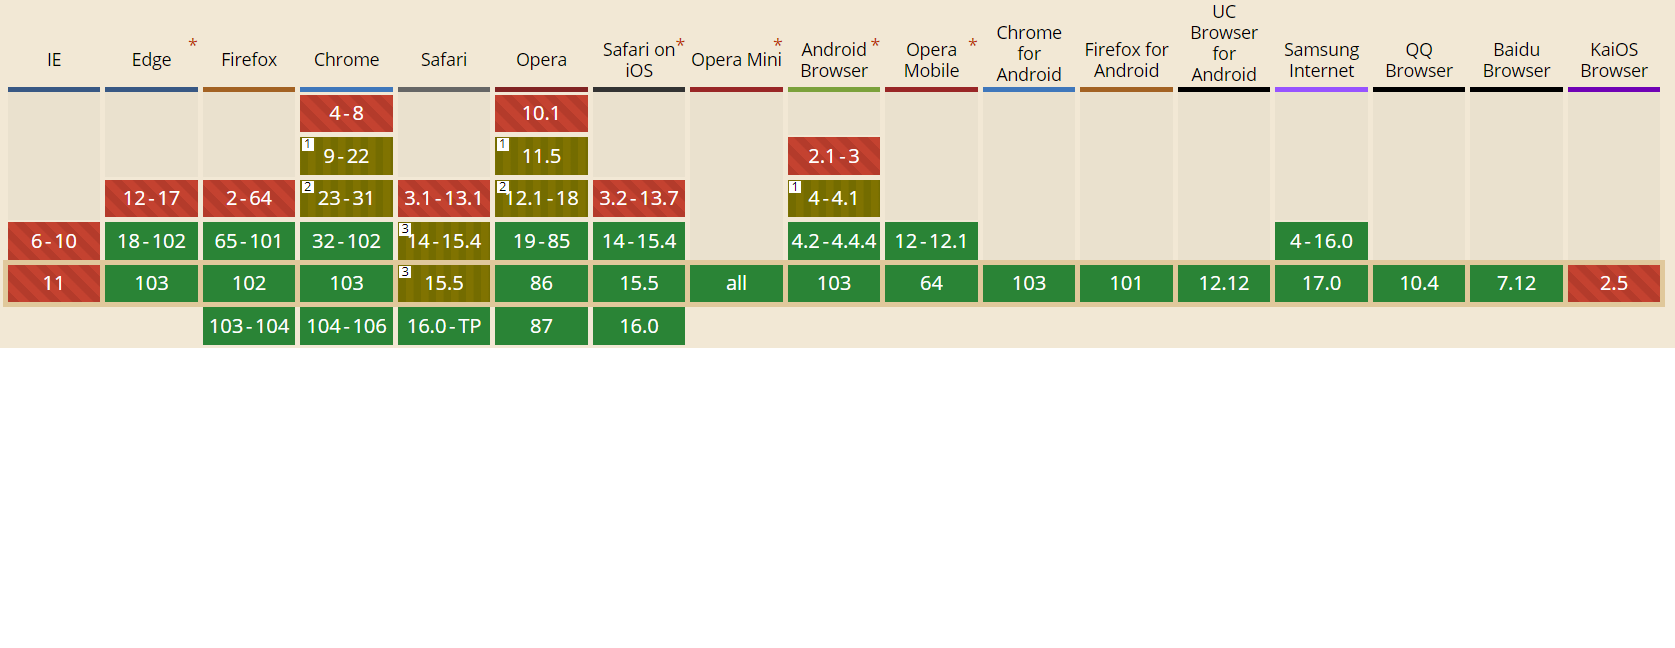 IE
Edge *
Firefox
Chrome
Safari
Opera
Safari on *
iOS
Opera Mini *
Android *
Browser
Opera *
Mobile
Chrome
for
Android
Firefox for
Android
UC
Browser
for
Android
Samsung
Internet
QQ
Browser
Baidu
Browser
KaiOS
Browser
4-8 10.1
1 9-22 1 11.5 2.1-3
12-17 2-64 2 23-31 3.1-13.1 2 12.1-18 3.2-13.7 1 4-4.1
6-10 18-102 65-101 32-102 3 14-15.4 19-85 14-15.4 4.2-4.4.4 12-12.1 4-16.0
11 103 102 103 3 15.5 86 15.5 all 103 64 103 101 12.12 17.0 10.4 7.12 2.5
103-104 104-106 16.0-TP 87 16.0